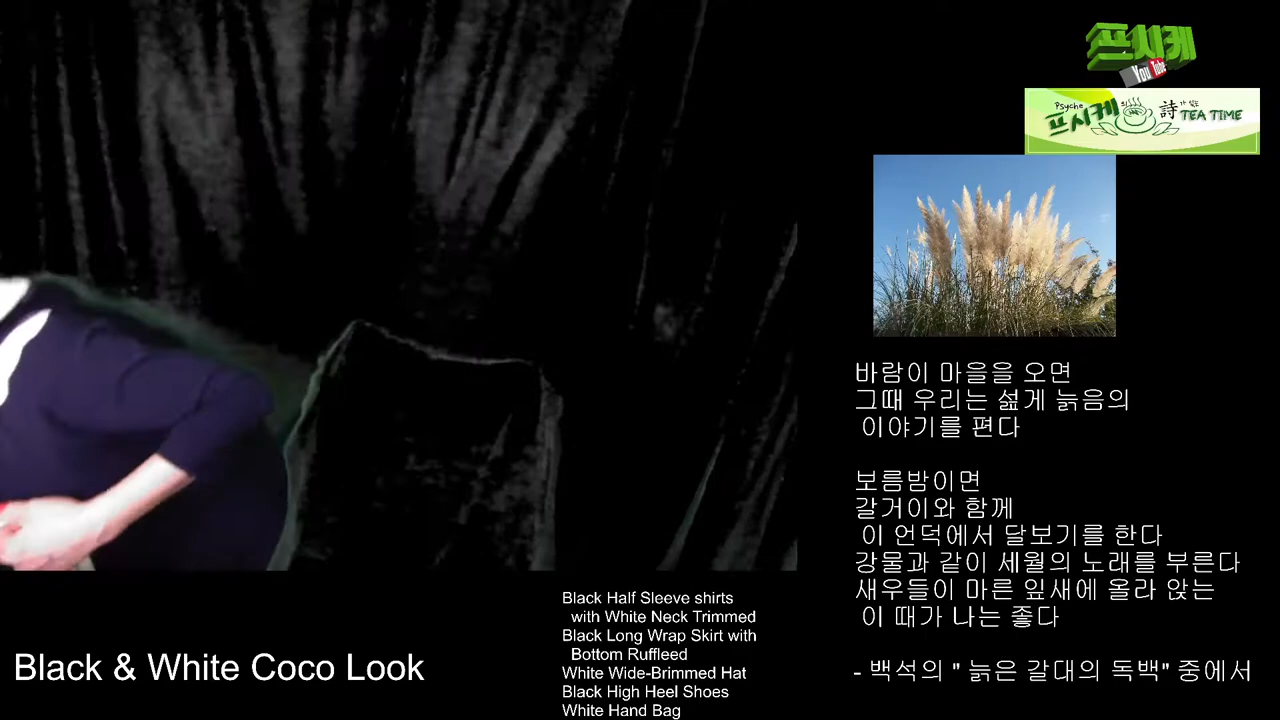 프시케
YouTube
Psyche
프시케의 詩가 있는 TEA TIME
바람이 마을을 오면
그때 우리는 섧게 늙음의
이야기를 편다
보름밤이면
갈거이와 함께
이 언덕에서 달보기를 한다
강물과 같이 세월의 노래를 부른다
새우들이 마른 잎새에 올라 앉는
이 때가 나는 좋다
- 백석의 " 늙은 갈대의 독백" 중에서
Black Half Sleeve shirts
with White Neck Trimmed
Black Long Wrap Skirt with
Bottom Ruffleed
White Wide-Brimmed Hat
Black High Heel Shoes
White Hand Bag
Black & White Coco Look